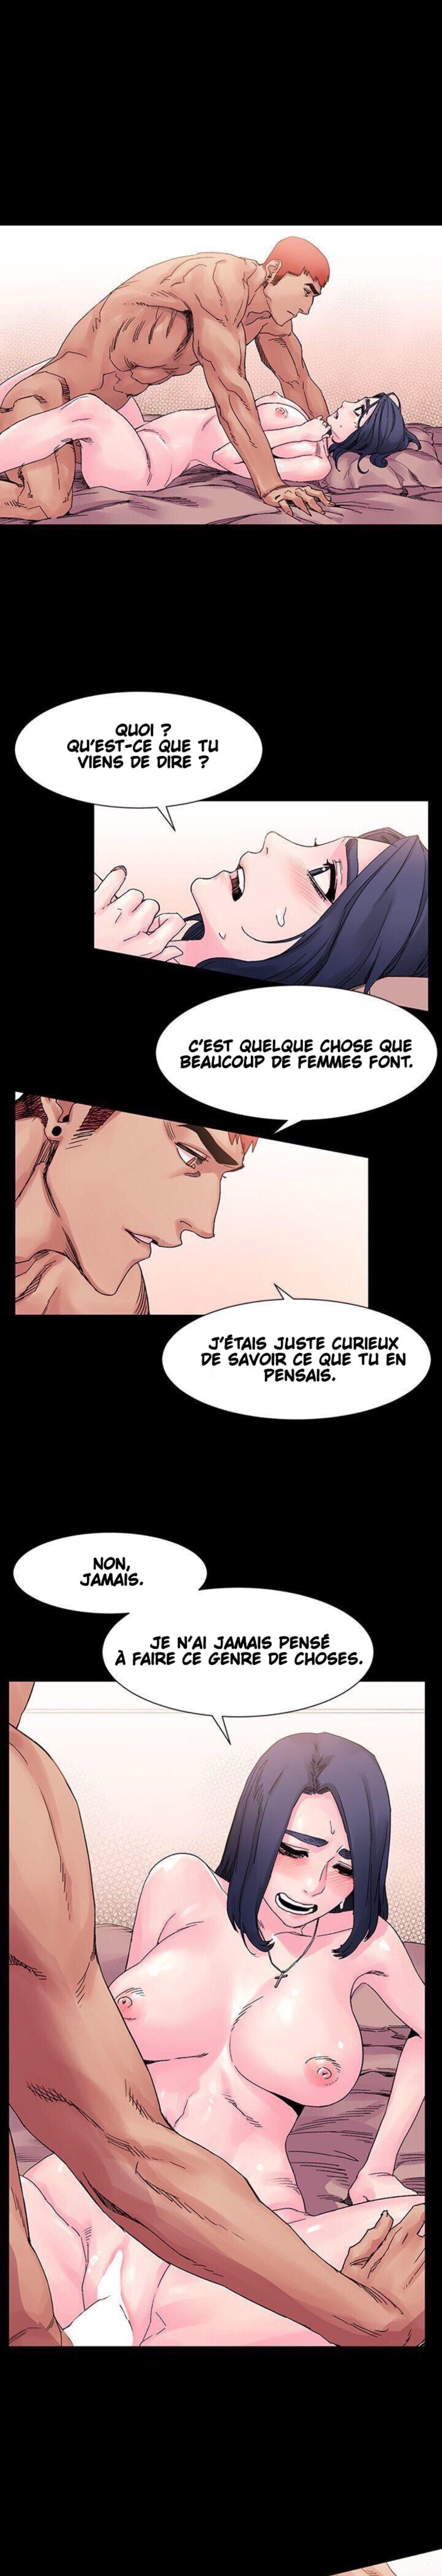 QUOI ?
QU'EST-CE QUE TU
VIENS DE DIRE ?
C'EST QUELQUE CHOSE QUE
BEAUCOUP DE FEMMES FONT.
J'ÉTAIS JUSTE CURIEUX
DE SAVOIR CE QUE TU EN
PENSAIS.
NON,
JAMAIS.
JE N'AI JAMAIS PENSÉ
À FAIRE CE GENRE DE CHOSES.